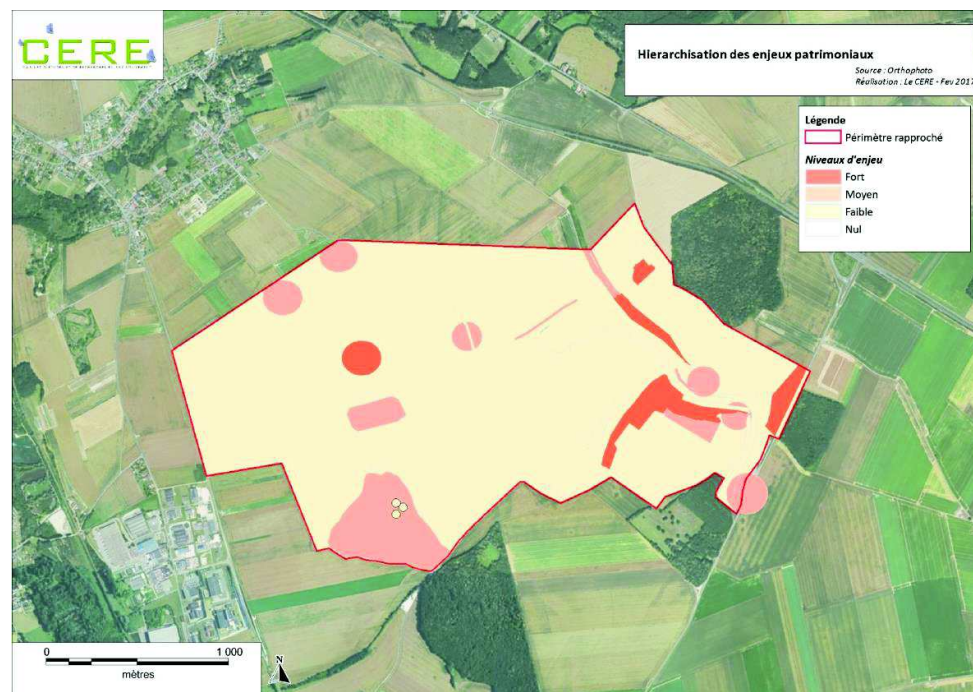 CERE
Hierarchisation des enjeux patrimoniaux
Source : Orthophoto
Réalisation : Le CERE - Fev 2017
Légende
Périmètre rapproché
Niveaux d'enjeu
Fort
Moyen
Faible
Nul
0 1 000
mètres
N